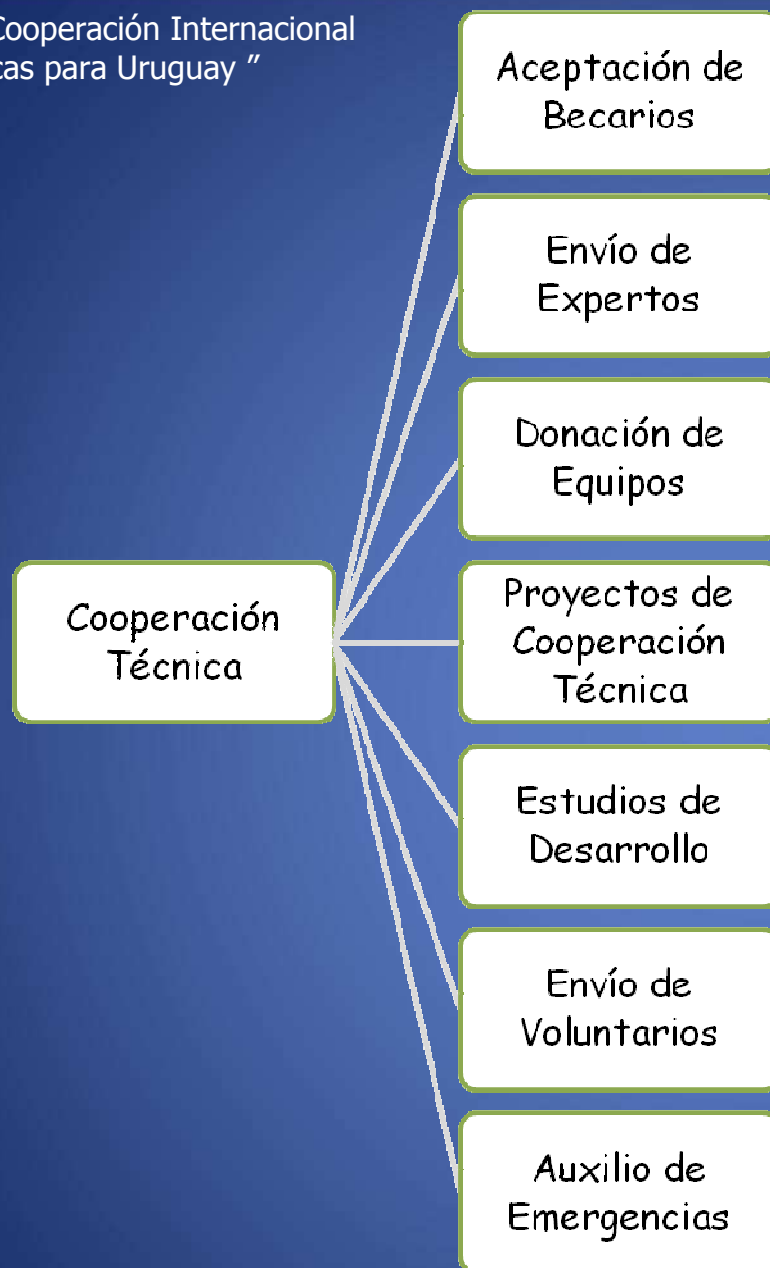 Cooperación Internacional
cas para Uruguay ”
Aceptación de
Becarios
Envío de
Expertos
Donación de
Equipos
Cooperación
Técnica
Proyectos de
Cooperación
Técnica
Estudios de
Desarrollo
Envío de
Voluntarios
Auxilio de
Emergencias